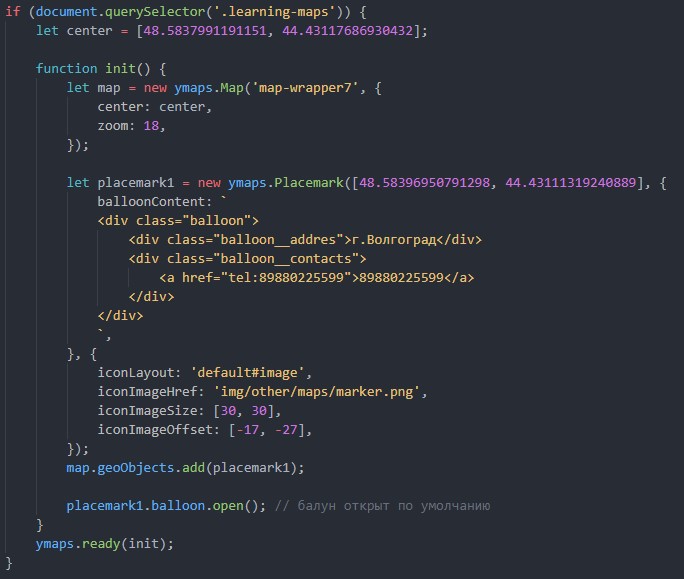 if (document.querySelector('.learning-maps')) {
let center = [48.5837991191151, 44.43117686930432];
function init() {
let map = new ymaps.Map('map-wrapper7', {
center: center,
zoom: 18,
});
let placemark1 = new ymaps.Placemark([48.58396950791298, 44.43111319240889], {
balloonContent: `
<div class="balloon">
<div class="balloon__addres">г.Волгоград</div>
<div class="balloon__contacts">
<a href="tel:89880225599">89880225599</a>
</div>
</div>
`,
}, {
iconLayout: 'default#image',
iconImageHref: 'img/other/maps/marker.png',
iconImageSize: [30, 30],
iconImageOffset: [-17, -27],
});
map.geoObjects.add(placemark1);
placemark1.balloon.open(); // балун открыт по умолчанию
}
ymaps.ready(init);
}